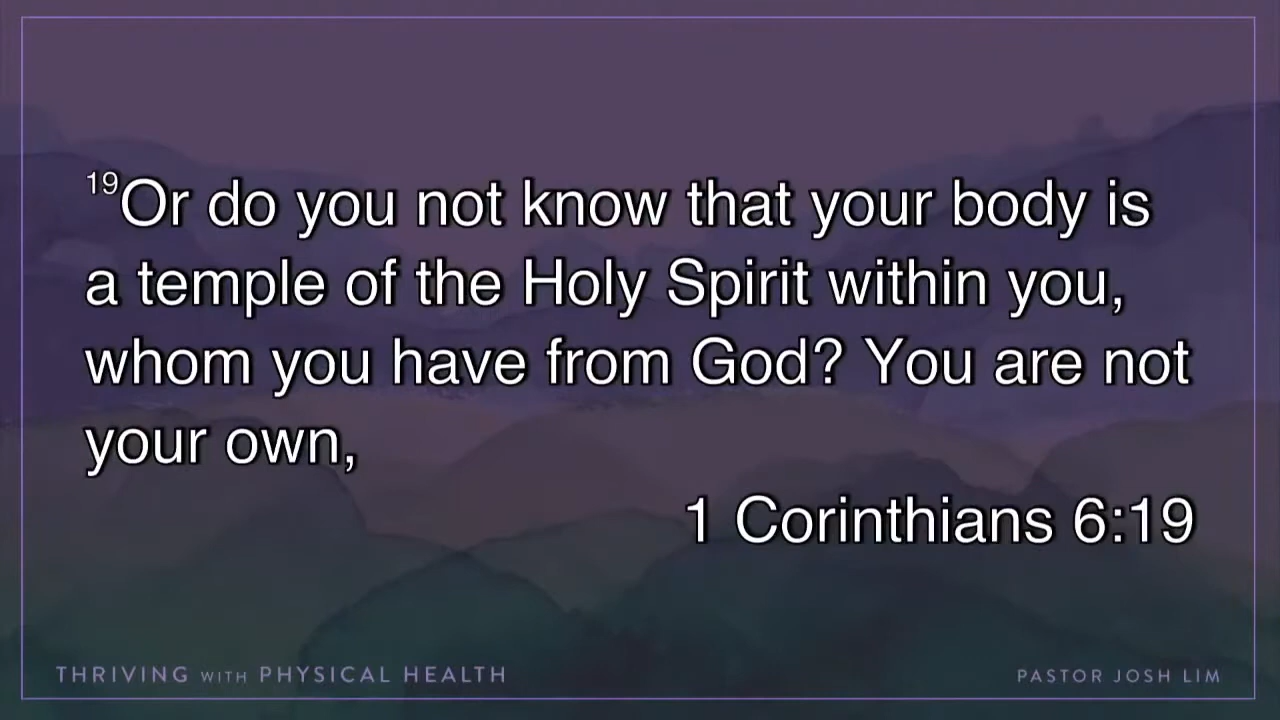 19Or do you not know that your body is
a temple of the Holy Spirit within you,
whom you have from God? You are not
your own,
1 Corinthians 6:19
THRIVING WITH PHYSICAL HEALTH
PASTOR JOSH LIM